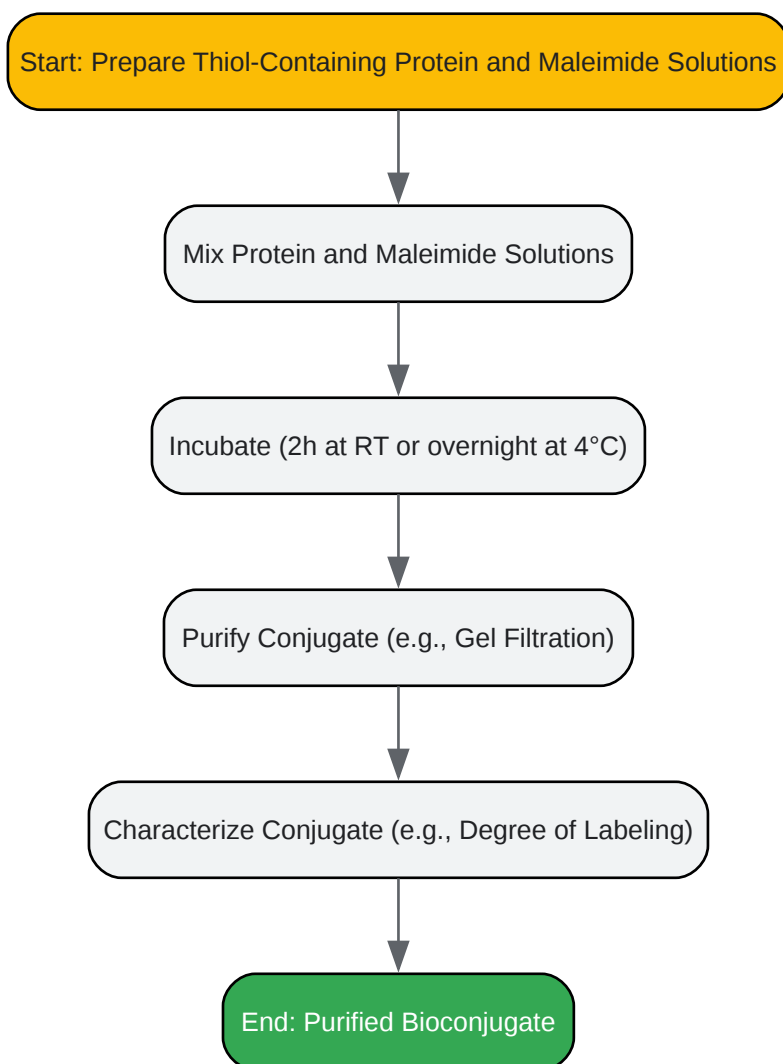 Start: Prepare Thiol-Containing Protein and Maleimide Solutions
Mix Protein and Maleimide Solutions
Incubate (2h at RT or overnight at 4°C)
Purify Conjugate (e.g., Gel Filtration)
Characterize Conjugate (e.g., Degree of Labeling)
End: Purified Bioconjugate